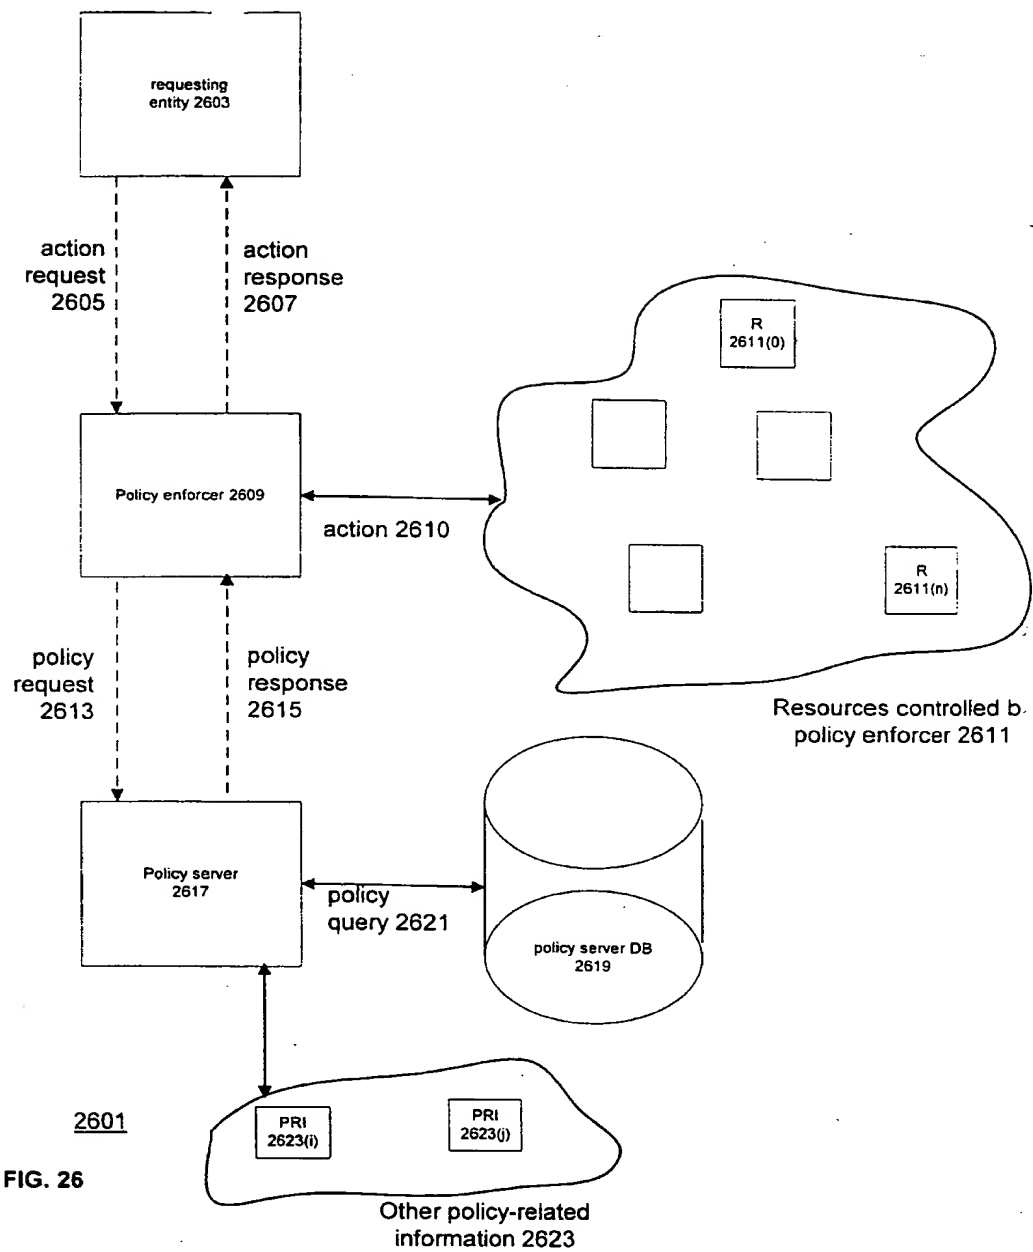 requesting
entity 2603
action
request
2605
action
response
2607
R
2611(0)
Policy enforcer 2609
action 2610
R
2611(n)
policy
request
2613
policy
response
2615
Resources controlled b
policy enforcer 2611
Policy server
2617
policy
query 2621
policy server DB
2619
2601
PRI
2623(i)
PRI
2623(j)
FIG. 26
Other policy-related
information 2623